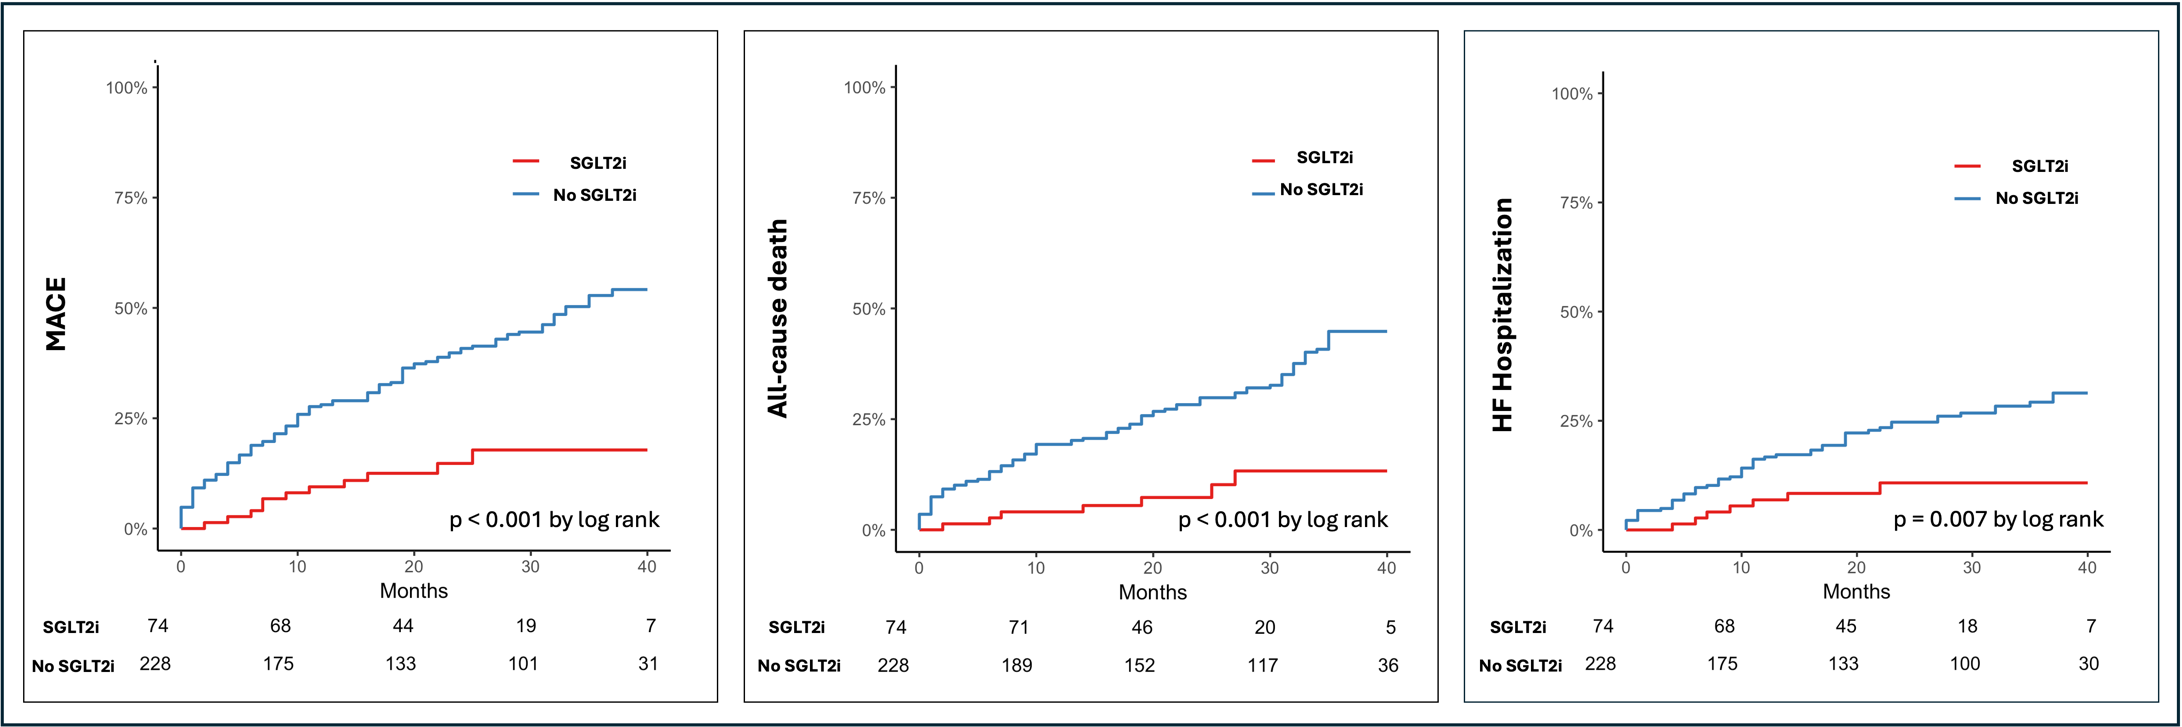 MACE
100%
75%
50%
25%
0%
SGLT2i
No SGLT2i
p < 0.001 by log rank
0 10 20 30 40
Months
SGLT2i 74 68 44 19 7
No SGLT2i 228 175 133 101 31
All-cause death
100%
75%
50%
25%
0%
SGLT2i
No SGLT2i
p < 0.001 by log rank
0 10 20 30 40
Months
SGLT2i 74 71 46 20 5
No SGLT2i 228 189 152 117 36
HF Hospitalization
100%
75%
50%
25%
0%
SGLT2i
No SGLT2i
p = 0.007 by log rank
0 10 20 30 40
Months
SGLT2i 74 68 45 18 7
No SGLT2i 228 175 133 100 30